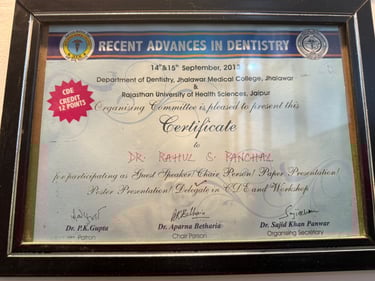 RECENT ADVANCES IN DENTISTRY
14th &15th September, 2013
Department of Dentistry, Jhalawar Medical College, Jhalawar
&
Rajasthan University of Health Sciences, Jaipur
CDE
CREDIT
12 POINTS
Organising Committee is pleased to present this
Certificate
to
DR. RAHUL G. PANCHAL
for participating as Guest Speaker/ Chair Person/ Paper Presentation/
Poster Presentation/ Delegate in CDE and Workshop
Dr. P.K.Gupta
Patron
Dr. Aparna Betharia
Chair Person
Dr. Sajid Khan Panwar
Organising Secretary